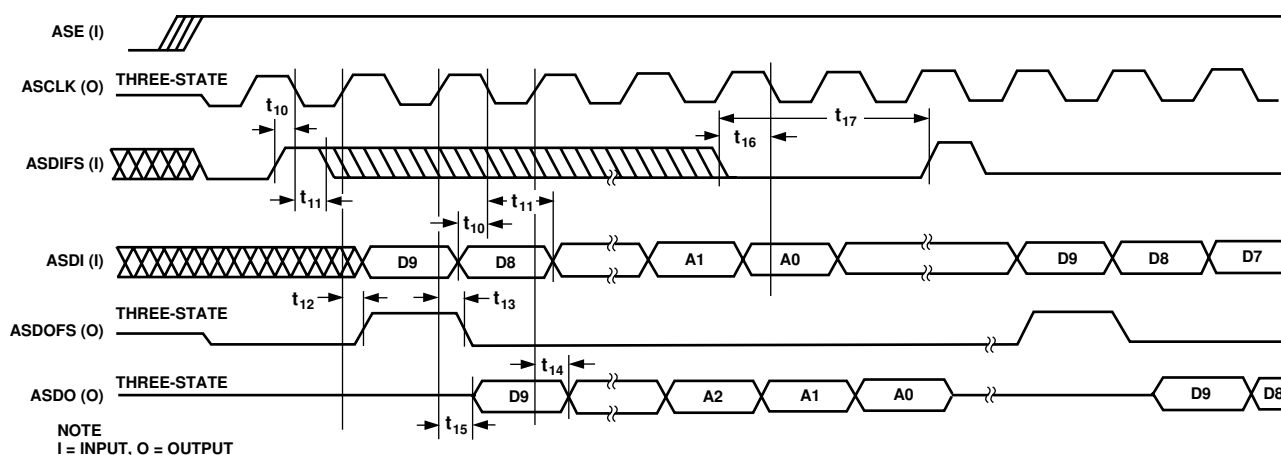 ASE (I)
ASCLK (O)
THREE-STATE
t10
t16
t17
ASDIFS (I)
t11
t10
t11
ASDI (I)
D9
D8
A1
A0
D9
D8
D7
t12
t13
THREE-STATE
ASDOFS (O)
t14
THREE-STATE
ASDO (O)
D9
A2
A1
A0
D9
D8
t15
NOTE
I = INPUT, O = OUTPUT